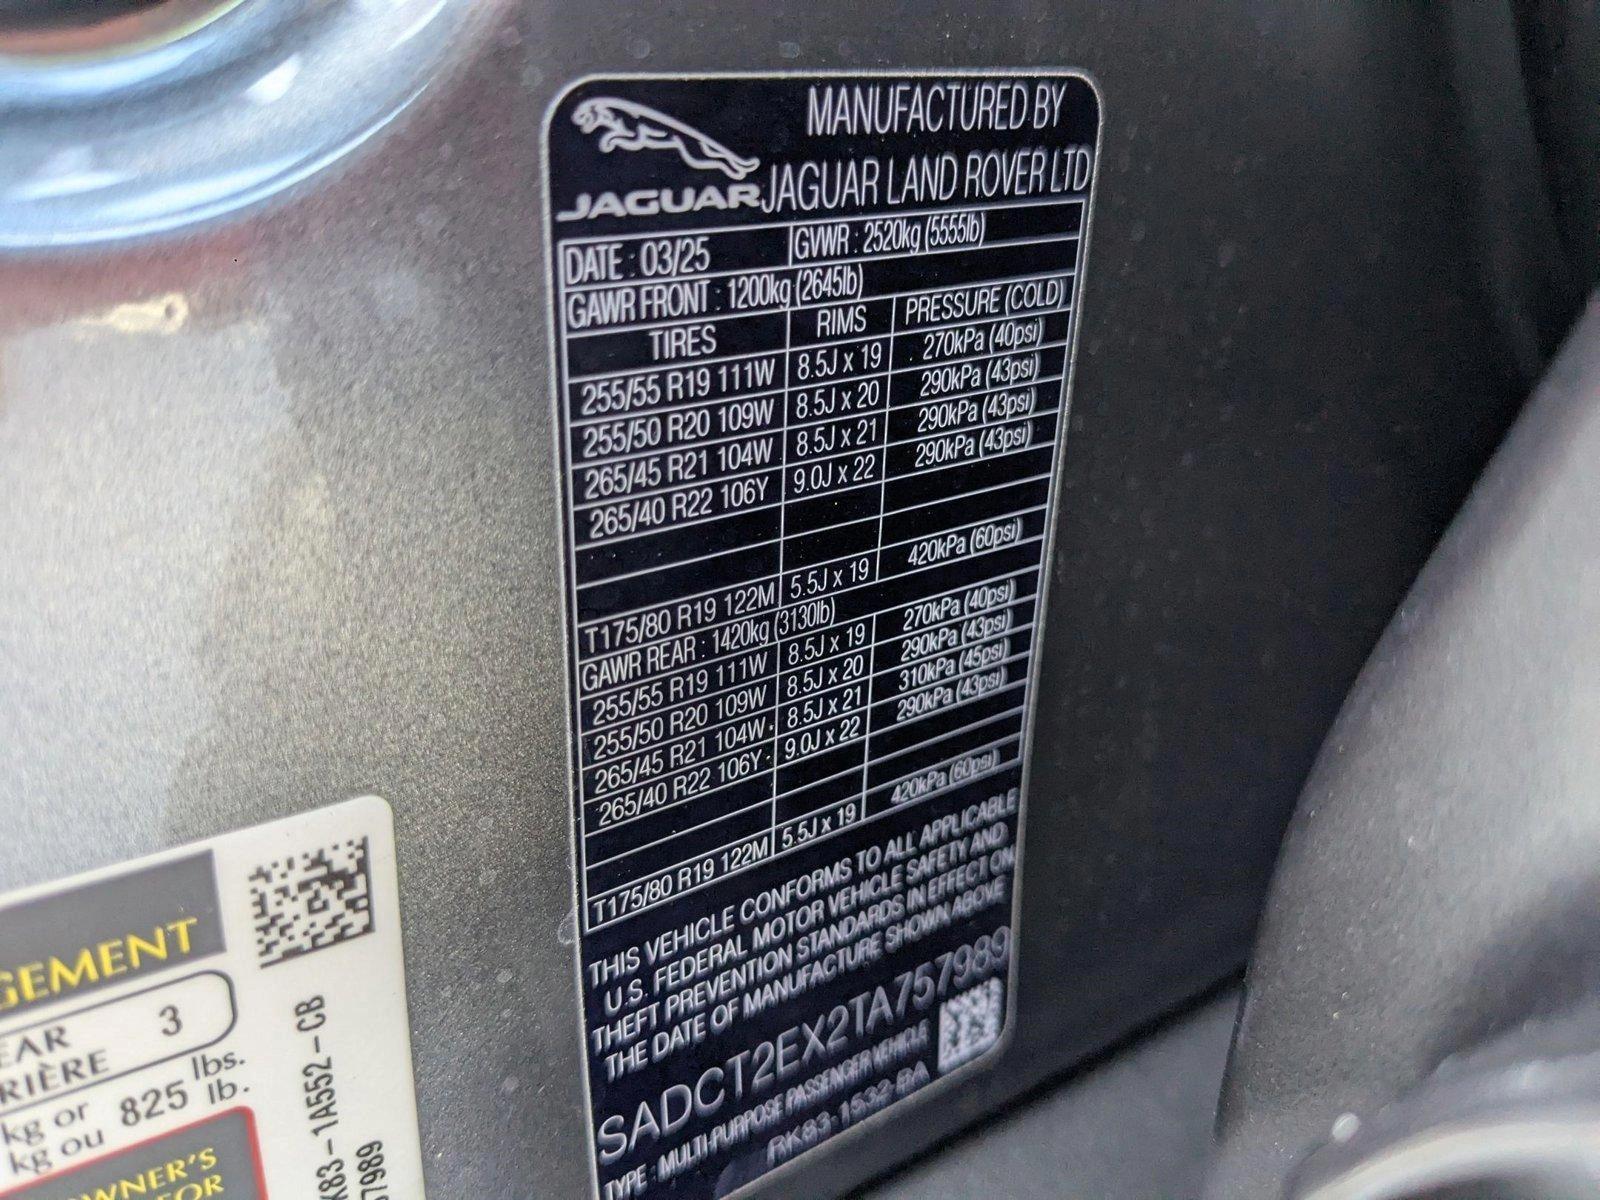 MANUFACTURED BY
JAGUAR JAGUAR LAND ROVER LTD
DATE : 03/25 GVWR : 2520kg (5555lb)
GAWR FRONT : 1200kg (2645lb)
TIRES RIMS PRESSURE (COLD)
255/55 R19 111W 8.5J x 19 270kPa (40psi)
255/50 R20 109W 8.5J x 20 290kPa (43psi)
265/45 R21 104W 8.5J x 21 290kPa (43psi)
265/40 R22 106Y 9.0J x 22 290kPa (43psi)
T175/80 R19 122M 5.5J x 19 420kPa (60psi)
GAWR REAR : 1420kg (3130lb)
255/55 R19 111W 8.5J x 19 270kPa (40psi)
255/50 R20 109W 8.5J x 20 290kPa (43psi)
265/45 R21 104W 8.5J x 21 310kPa (45psi)
265/40 R22 106Y 9.0J x 22 290kPa (43psi)
T175/80 R19 122M 5.5J x 19 420kPa (60psi)
THIS VEHICLE CONFORMS TO ALL APPLICABLE
U.S. FEDERAL MOTOR VEHICLE SAFETY AND
THEFT PREVENTION STANDARDS IN EFFECT ON
THE DATE OF MANUFACTURE SHOWN ABOVE
SADCT2EX2TA757989
TYPE : MULTI-PURPOSE PASSENGER VEHICLE
RK83-1532-BA
GEMENT
EAR 3
RIÈRE
kg or 825 lbs.
kg ou lb.
WNER'S
FOR
K83-1A552-CB
57989